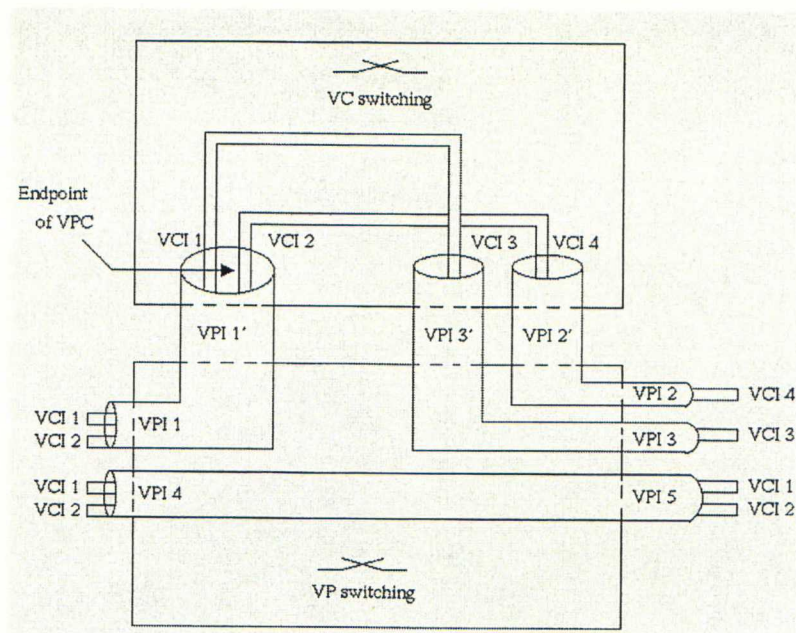 VC switching
Endpoint
of VPC
VCI 1
VCI 2
VCI 3
VCI 4
VPI 1′
VPI 3′
VPI 2′
VCI 1
VCI 2
VPI 1
VPI 2
VCI 4
VPI 3
VCI 3
VCI 1
VCI 2
VPI 4
VPI 5
VCI 1
VCI 2
VP switching